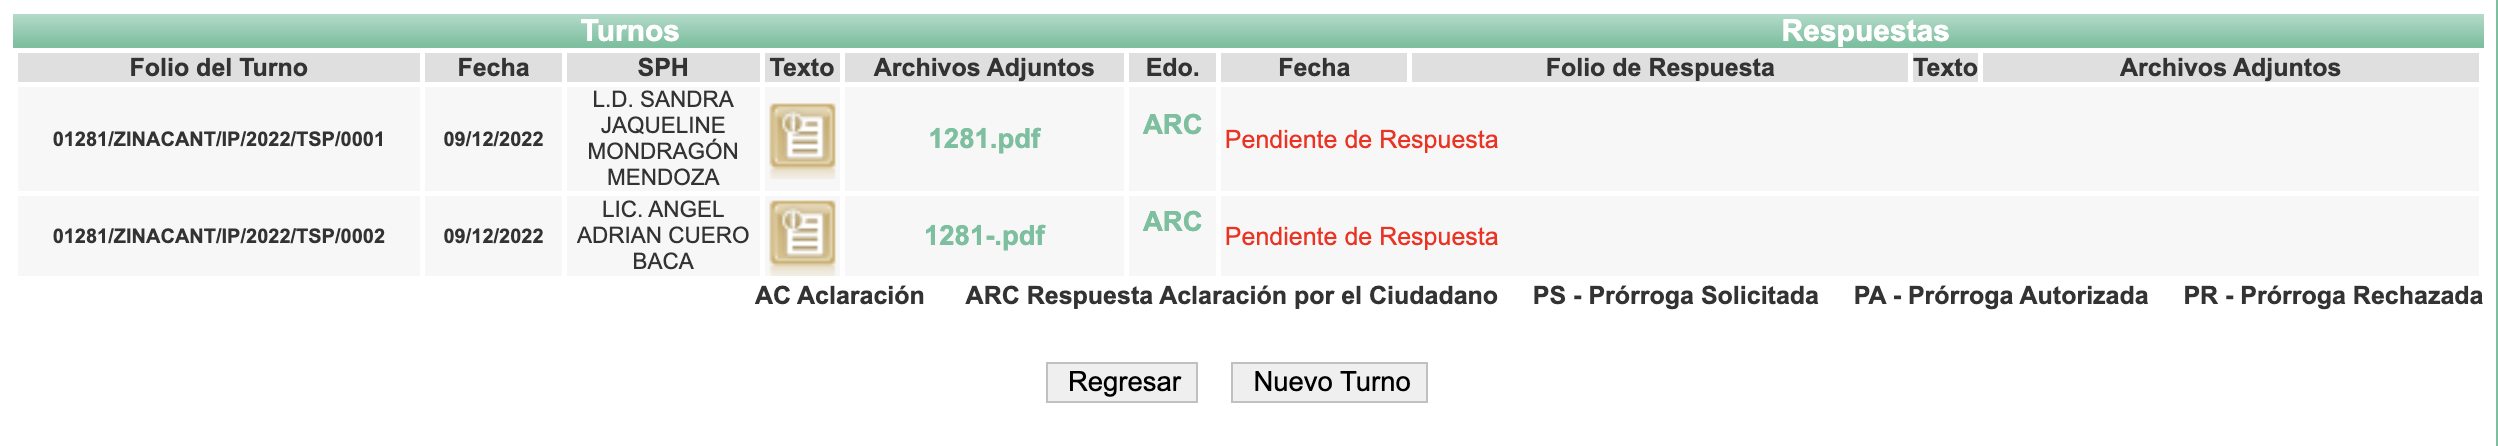 Turnos Respuestas
Folio del Turno Fecha SPH Texto Archivos Adjuntos Edo. Fecha Folio de Respuesta Texto Archivos Adjuntos
01281/ZINACANT/IP/2022/TSP/0001 09/12/2022 L.D. SANDRA
JAQUELINE
MONDRAGÓN
MENDOZA 1281.pdf ARC Pendiente de Respuesta
01281/ZINACANT/IP/2022/TSP/0002 09/12/2022 LIC. ANGEL
ADRIAN CUERO
BACA 1281-.pdf ARC Pendiente de Respuesta
AC Aclaración ARC Respuesta Aclaración por el Ciudadano PS - Prórroga Solicitada PA - Prórroga Autorizada PR - Prórroga Rechazada
Regresar Nuevo Turno